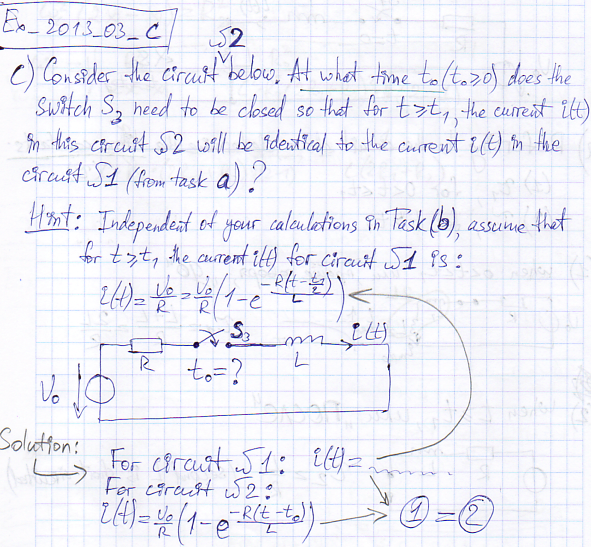 Ex_2013_03_C
S2
C) Consider the circuit below. At what time t₀ (t₀≥0) does the
switch S₃ need to be closed so that for t≥t₁, the current i(t)
in this circuit S2 will be identical to the current i(t) in the
circuit S1 (from task a)?
Hint: Independent of your calculations in Task (b), assume that
for t≥t₁ the current i(t) for circuit S1 is:
i(t)= V₀/R = V₀/R (1-e^(-R(t-t₁/2)/L))
S₃ i(t)
R t₀=? L
V₀
Solution:
For circuit S1: i(t)=
For circuit S2:
i(t)= V₀/R (1-e^(-R(t-t₀)/L)) ①=②